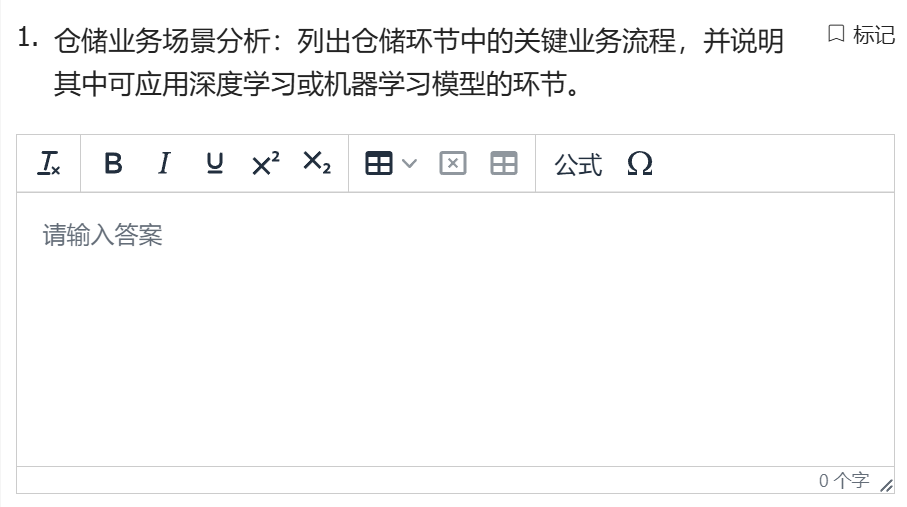 1. 仓储业务场景分析：列出仓储环节中的关键业务流程，并说明
其中可应用深度学习或机器学习模型的环节。
标记
B I U X² X₂ 公式 Ω
请输入答案
0 个字